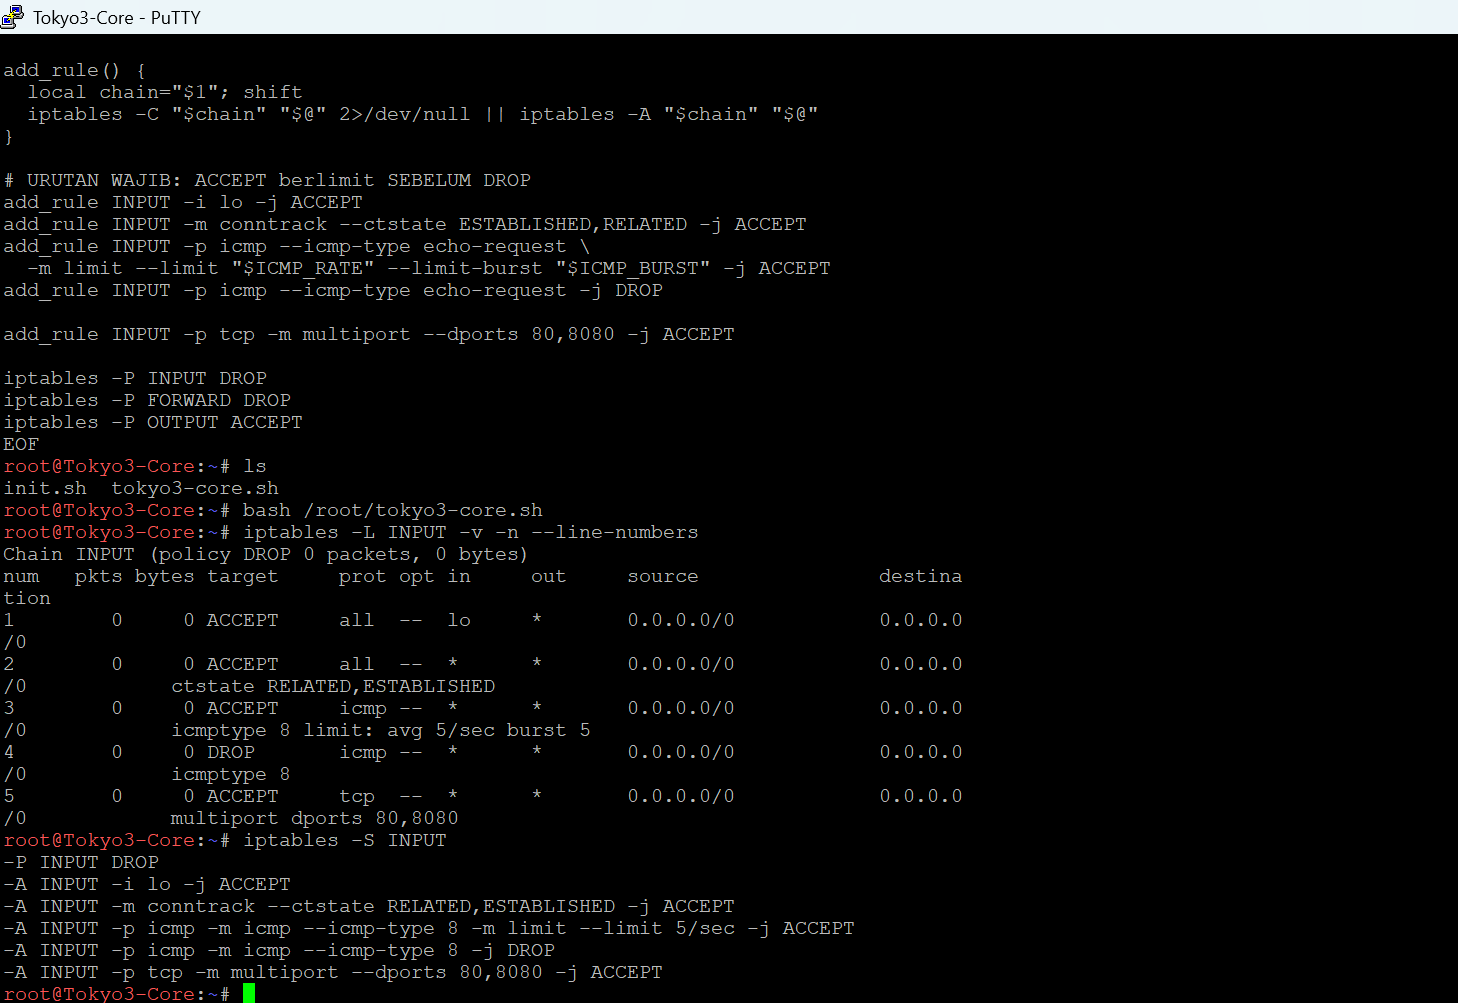 Tokyo3-Core - PuTTY
add_rule() {
  local chain="$1"; shift
  iptables -C "$chain" "$@" 2>/dev/null || iptables -A "$chain" "$@"
}
# URUTAN WAJIB: ACCEPT berlimit SEBELUM DROP
add_rule INPUT -i lo -j ACCEPT
add_rule INPUT -m conntrack --ctstate ESTABLISHED,RELATED -j ACCEPT
add_rule INPUT -p icmp --icmp-type echo-request \
  -m limit --limit "$ICMP_RATE" --limit-burst "$ICMP_BURST" -j ACCEPT
add_rule INPUT -p icmp --icmp-type echo-request -j DROP
add_rule INPUT -p tcp -m multiport --dports 80,8080 -j ACCEPT
iptables -P INPUT DROP
iptables -P FORWARD DROP
iptables -P OUTPUT ACCEPT
EOF
root@Tokyo3-Core:~# ls
init.sh  tokyo3-core.sh
root@Tokyo3-Core:~# bash /root/tokyo3-core.sh
root@Tokyo3-Core:~# iptables -L INPUT -v -n --line-numbers
Chain INPUT (policy DROP 0 packets, 0 bytes)
num   pkts bytes target     prot opt in     out     source               destina
tion
1        0     0 ACCEPT     all  --  lo     *       0.0.0.0/0            0.0.0.0
/0
2        0     0 ACCEPT     all  --  *      *       0.0.0.0/0            0.0.0.0
/0            ctstate RELATED,ESTABLISHED
3        0     0 ACCEPT     icmp --  *      *       0.0.0.0/0            0.0.0.0
/0            icmptype 8 limit: avg 5/sec burst 5
4        0     0 DROP       icmp --  *      *       0.0.0.0/0            0.0.0.0
/0            icmptype 8
5        0     0 ACCEPT     tcp  --  *      *       0.0.0.0/0            0.0.0.0
/0            multiport dports 80,8080
root@Tokyo3-Core:~# iptables -S INPUT
-P INPUT DROP
-A INPUT -i lo -j ACCEPT
-A INPUT -m conntrack --ctstate RELATED,ESTABLISHED -j ACCEPT
-A INPUT -p icmp -m icmp --icmp-type 8 -m limit --limit 5/sec -j ACCEPT
-A INPUT -p icmp -m icmp --icmp-type 8 -j DROP
-A INPUT -p tcp -m multiport --dports 80,8080 -j ACCEPT
root@Tokyo3-Core:~#